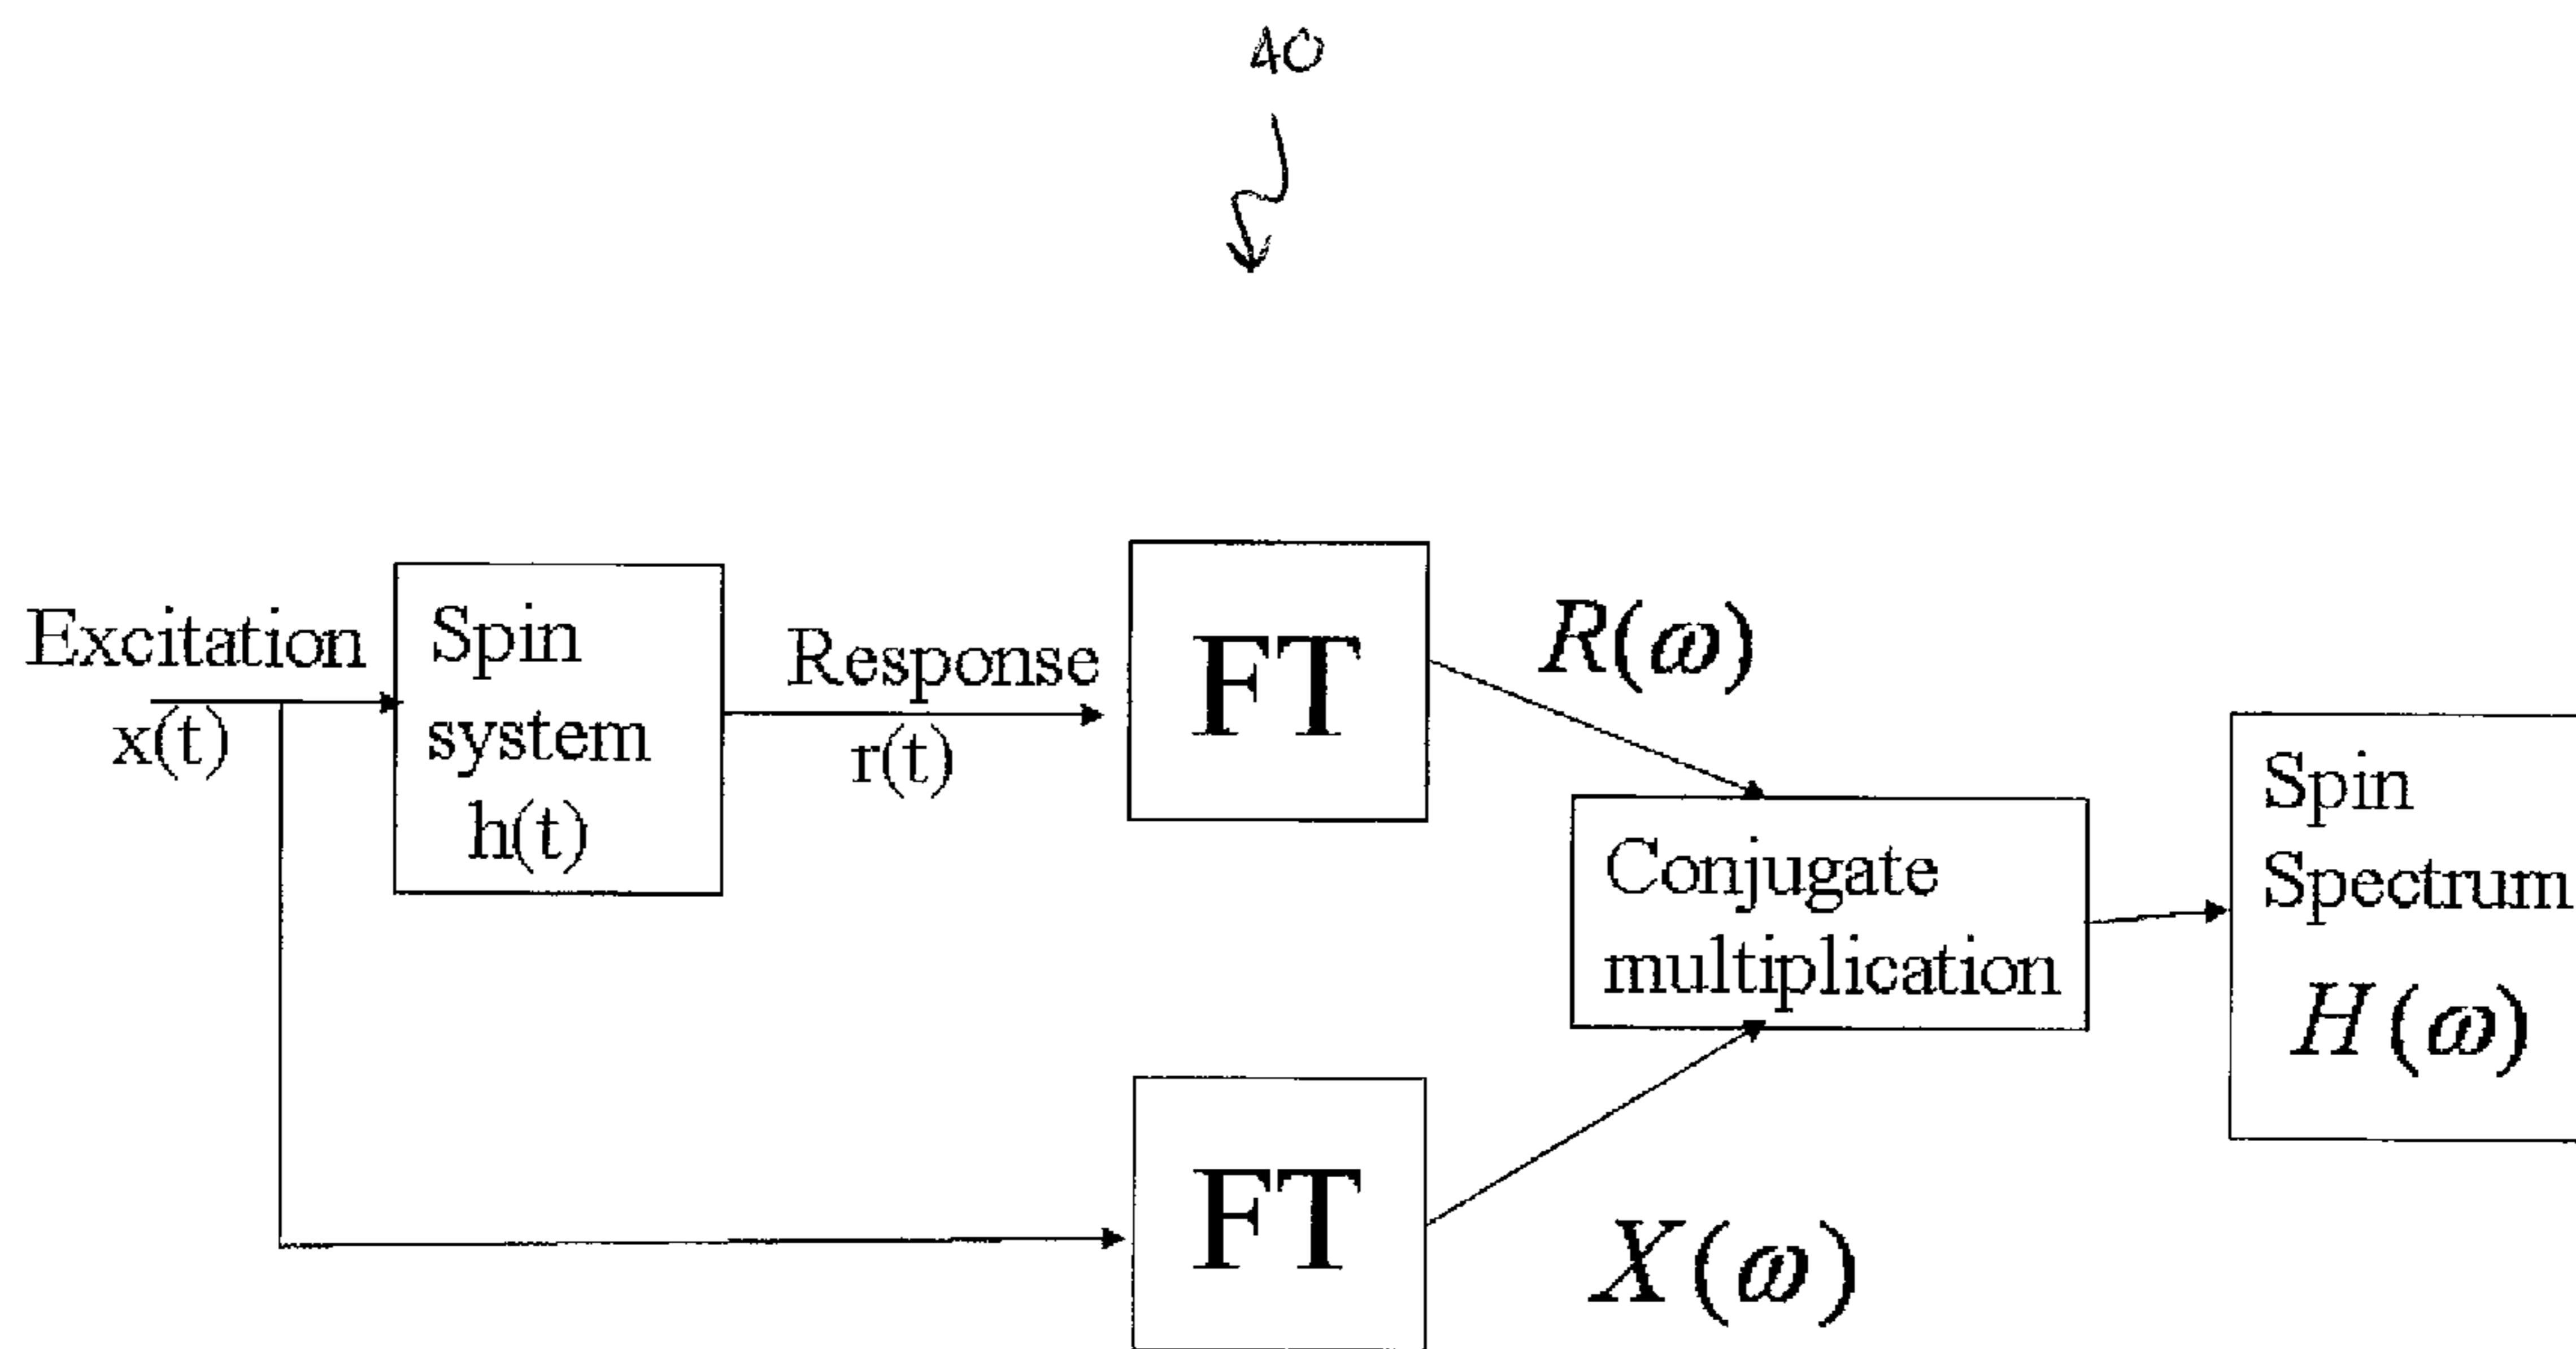 40
Excitation
x(t)
Spin
system
h(t)
Response
r(t)
FT
R(ω)
Conjugate
multiplication
Spin
Spectrum
H(ω)
FT
X(ω)